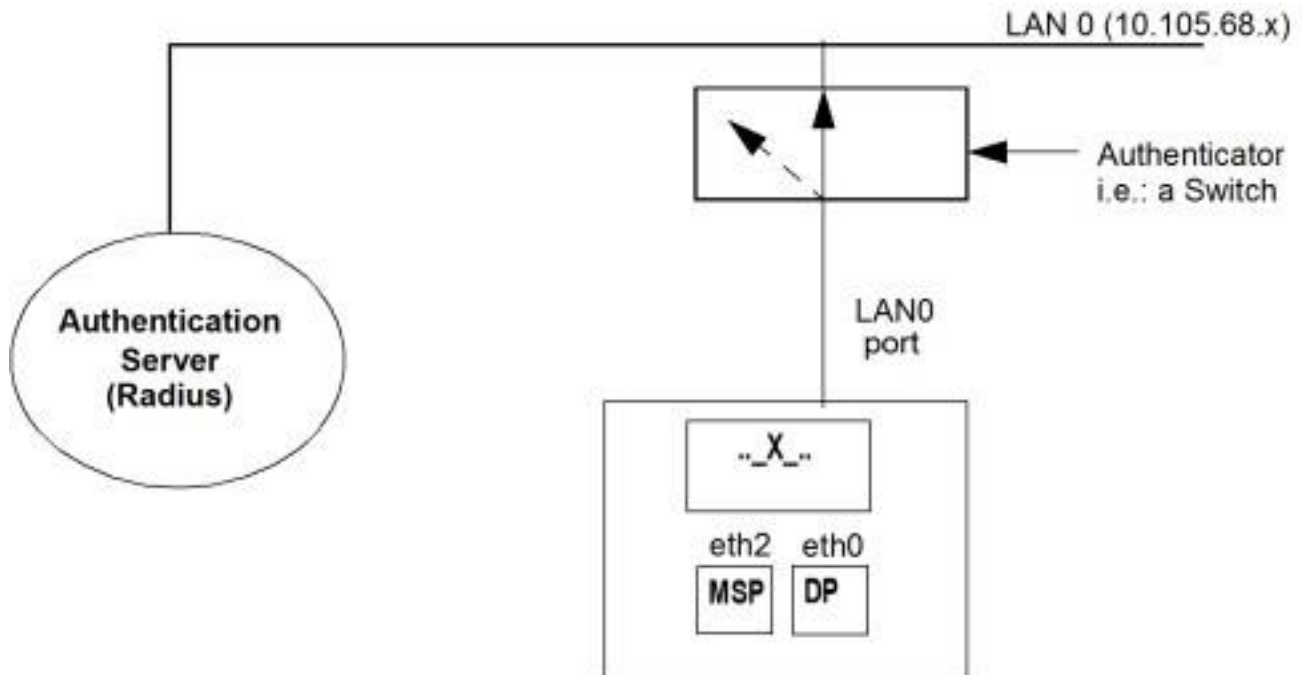 LAN 0 (10.105.68.x)
Authenticator
i.e.: a Switch
Authentication
Server
(Radius)
LAN0
port
.._X_..
eth2 eth0
MSP DP